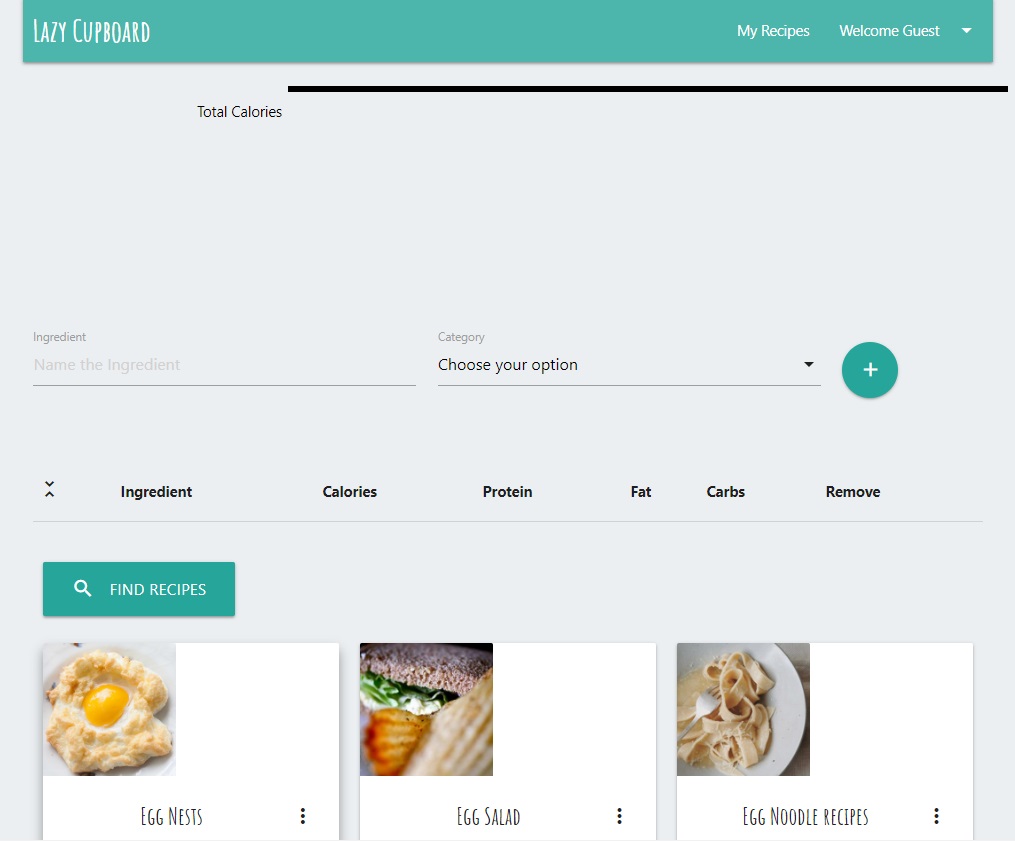 Lazy Cupboard
My Recipes
Welcome Guest
Total Calories
Ingredient
Category
Name the Ingredient
Choose your option
+
Ingredient Calories Protein Fat Carbs Remove
FIND RECIPES
Egg Nests
Egg Salad
Egg Noodle recipes